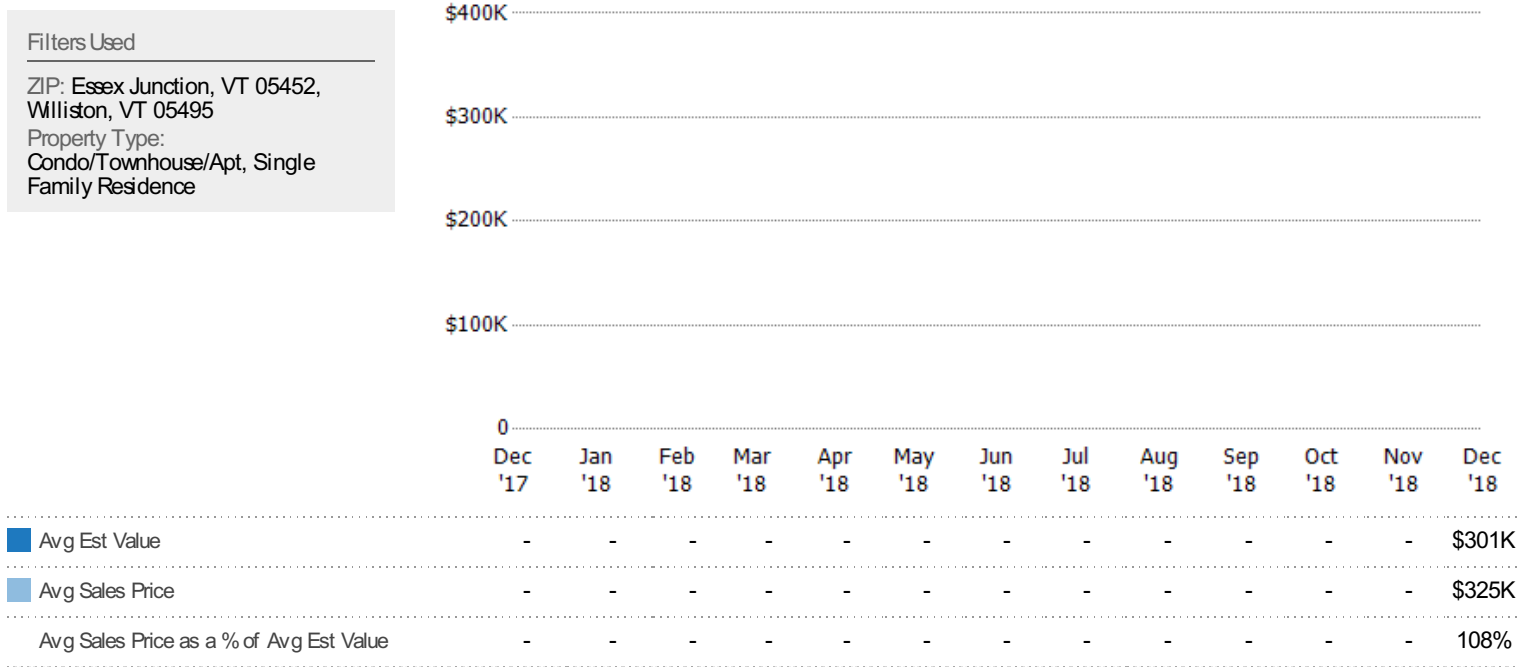 Filters Used
ZIP: Essex Junction, VT 05452,
Williston, VT 05495
Property Type:
Condo/Townhouse/Apt, Single
Family Residence
$400K
$300K
$200K
$100K
0
Dec Jan Feb Mar Apr May Jun Jul Aug Sep Oct Nov Dec
'17 '18 '18 '18 '18 '18 '18 '18 '18 '18 '18 '18 '18
Avg Est Value - - - - - - - - - - - - $301K
Avg Sales Price - - - - - - - - - - - - $325K
Avg Sales Price as a % of Avg Est Value - - - - - - - - - - - - 108%